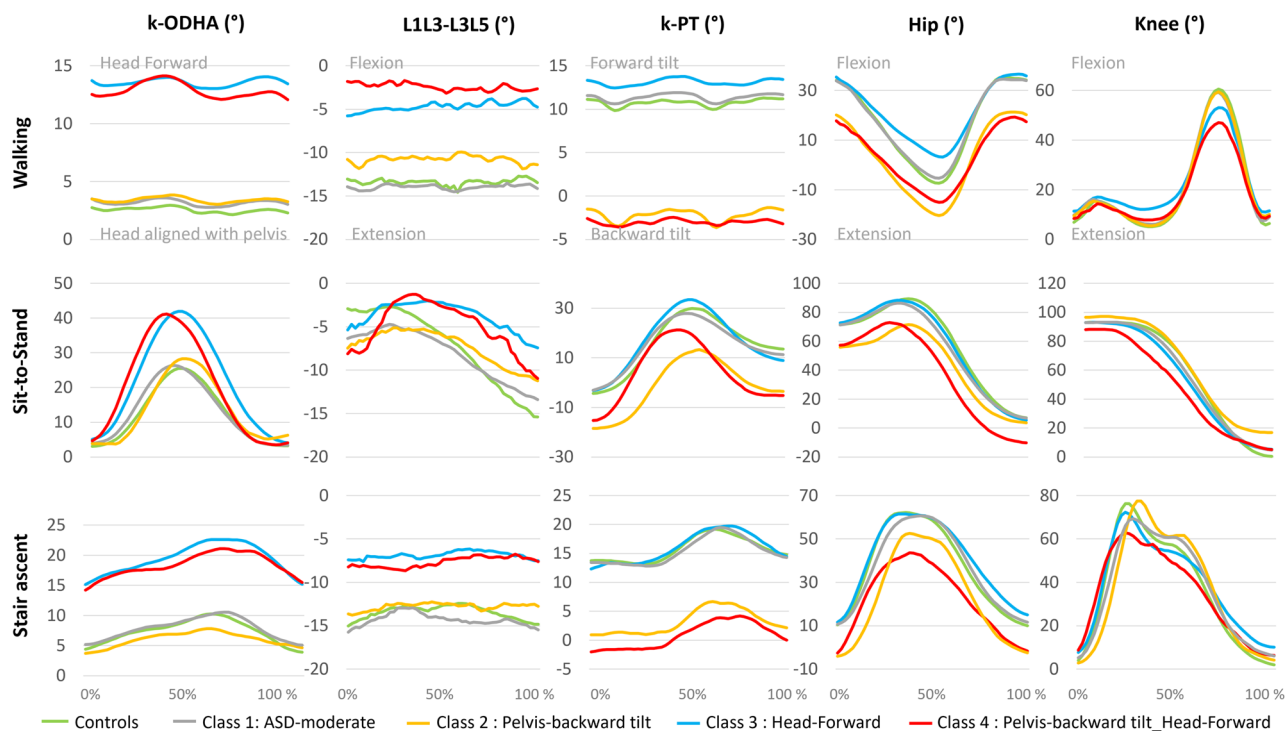 k-ODHA (°) L1L3-L3L5 (°) k-PT (°) Hip (°) Knee (°)
Walking
Head Forward Flexion Forward tilt Flexion Flexion
15 0 15 30 60
-5 10
10 10 40
-10 5
5 -10 20
-15 0
0 -20 -5 -30 0
Head aligned with pelvis Extension Backward tilt Extension Extension
Sit-to-Stand
50 0 100 120
40 -5 30 80 100
30 60 80
-10 10 40 60
20 20 40
10 -15 -10 0 20
0 -20 -30 -20 0
Stair ascent
0 25 70 80
25 -5 20 50 60
20 15
15 -10 10 30 40
10 5
5 -15 0 10 20
0 -20 -5 -10 0
0% 50% 100 % 0% 50% 100 % 0% 50% 100 % 0% 50% 100 % 0% 50% 100 %
Controls Class 1: ASD-moderate Class 2 : Pelvis-backward tilt Class 3 : Head-Forward Class 4 : Pelvis-backward tilt_Head-Forward